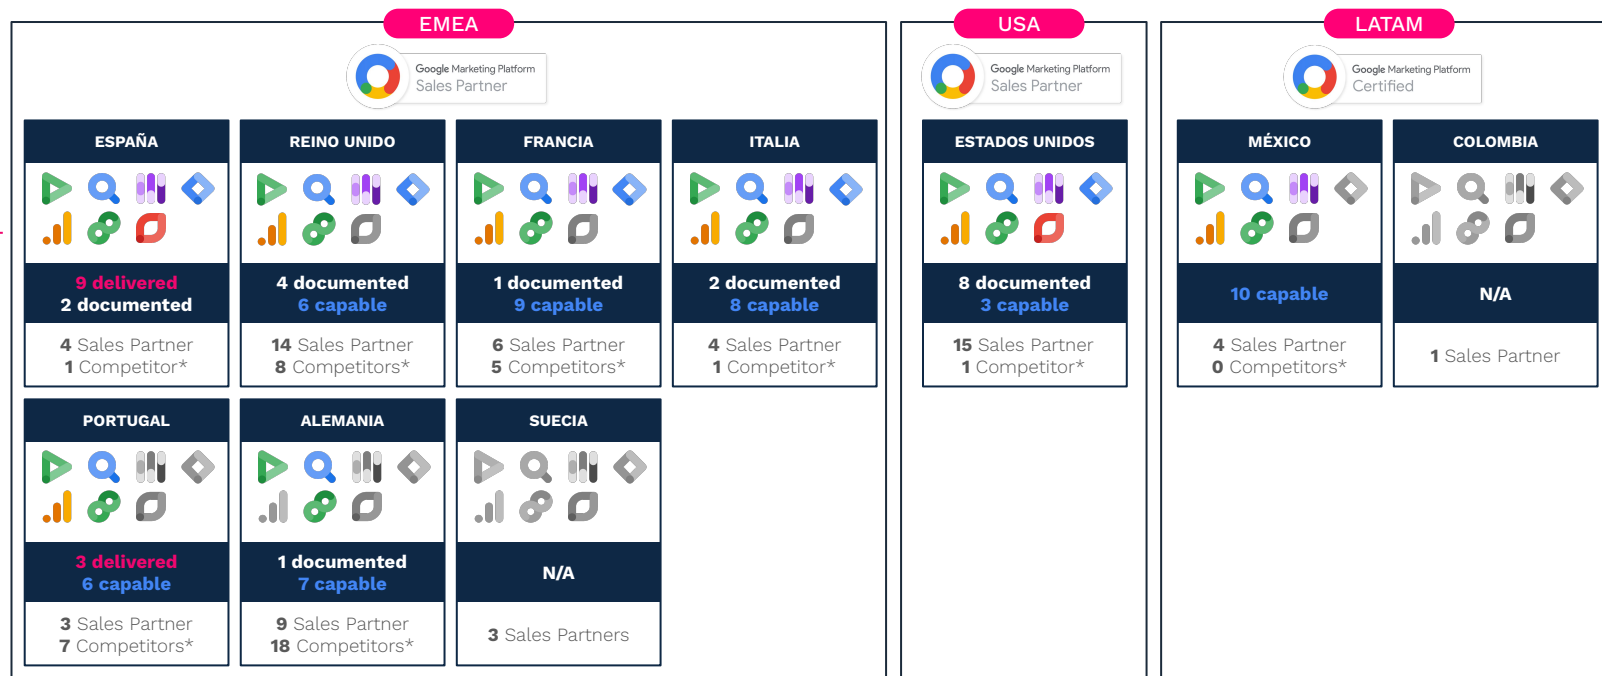 EMEA
Google Marketing Platform
Sales Partner
ESPAÑA
9 delivered
2 documented
4 Sales Partner
1 Competitor*
REINO UNIDO
4 documented
6 capable
14 Sales Partner
8 Competitors*
FRANCIA
1 documented
9 capable
6 Sales Partner
5 Competitors*
ITALIA
2 documented
8 capable
4 Sales Partner
1 Competitor*
PORTUGAL
3 delivered
6 capable
3 Sales Partner
7 Competitors*
ALEMANIA
1 documented
7 capable
9 Sales Partner
18 Competitors*
SUECIA
N/A
3 Sales Partners
USA
Google Marketing Platform
Sales Partner
ESTADOS UNIDOS
8 documented
3 capable
15 Sales Partner
1 Competitor*
LATAM
Google Marketing Platform
Certified
MÉXICO
10 capable
4 Sales Partner
0 Competitors*
COLOMBIA
N/A
1 Sales Partner